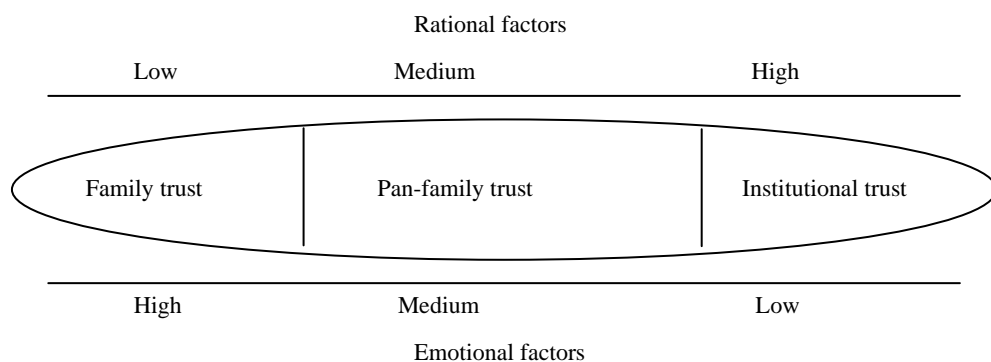 Rational factors
Low Medium High
Family trust Pan-family trust Institutional trust
High Medium Low
Emotional factors